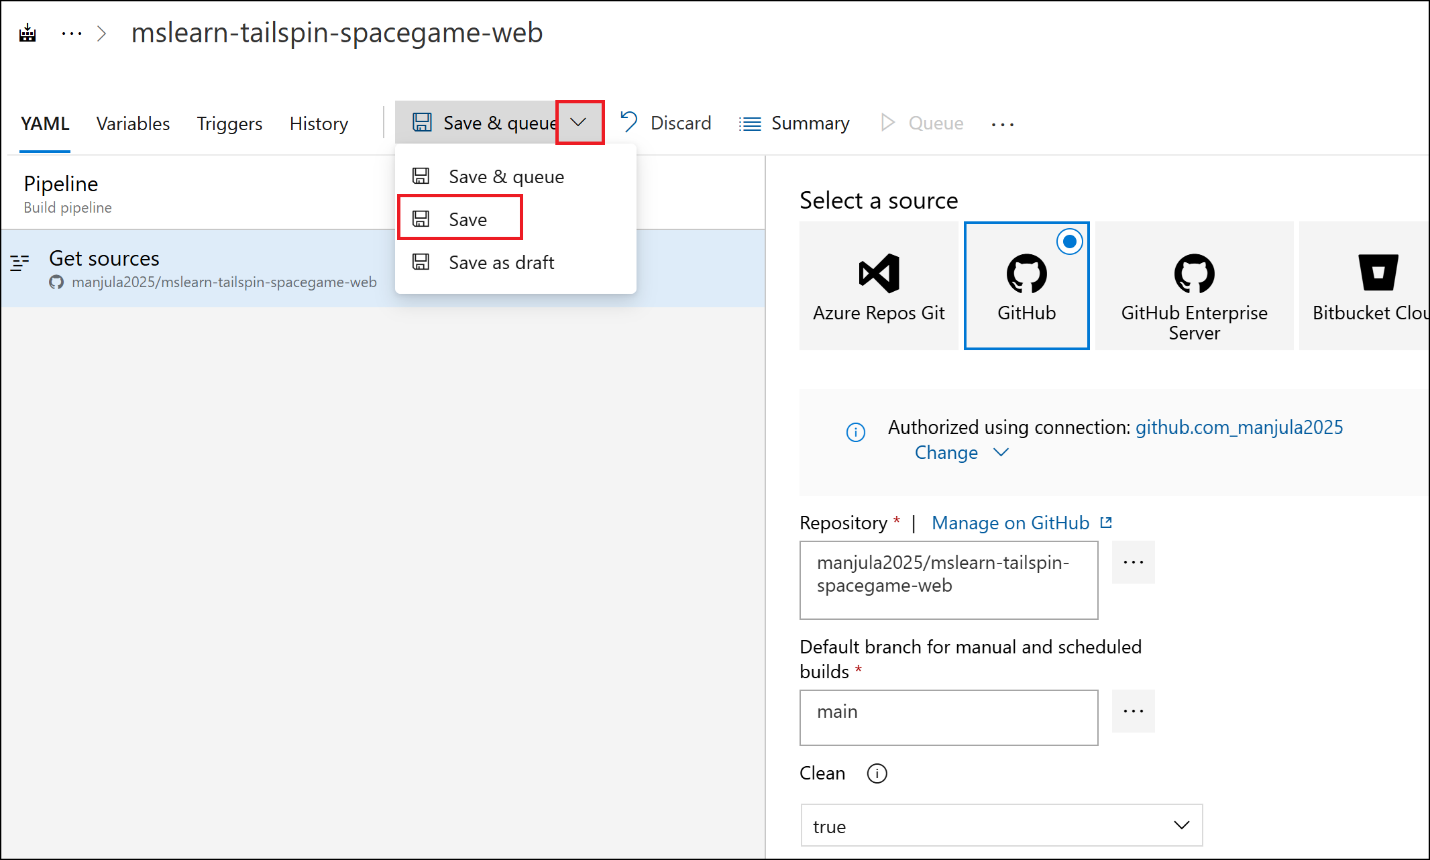 mslearn-tailspin-spacegame-web
YAML Variables Triggers History Save & queue Discard Summary Queue
Save & queue
Save
Save as draft
Pipeline
Build pipeline
Get sources
manjula2025/mslearn-tailspin-spacegame-web
Select a source
Azure Repos Git
GitHub
GitHub Enterprise
Server
Bitbucket Clou
Authorized using connection: github.com_manjula2025
Change
Repository * | Manage on GitHub
manjula2025/mslearn-tailspin-
spacegame-web
Default branch for manual and scheduled
builds *
main
Clean
true